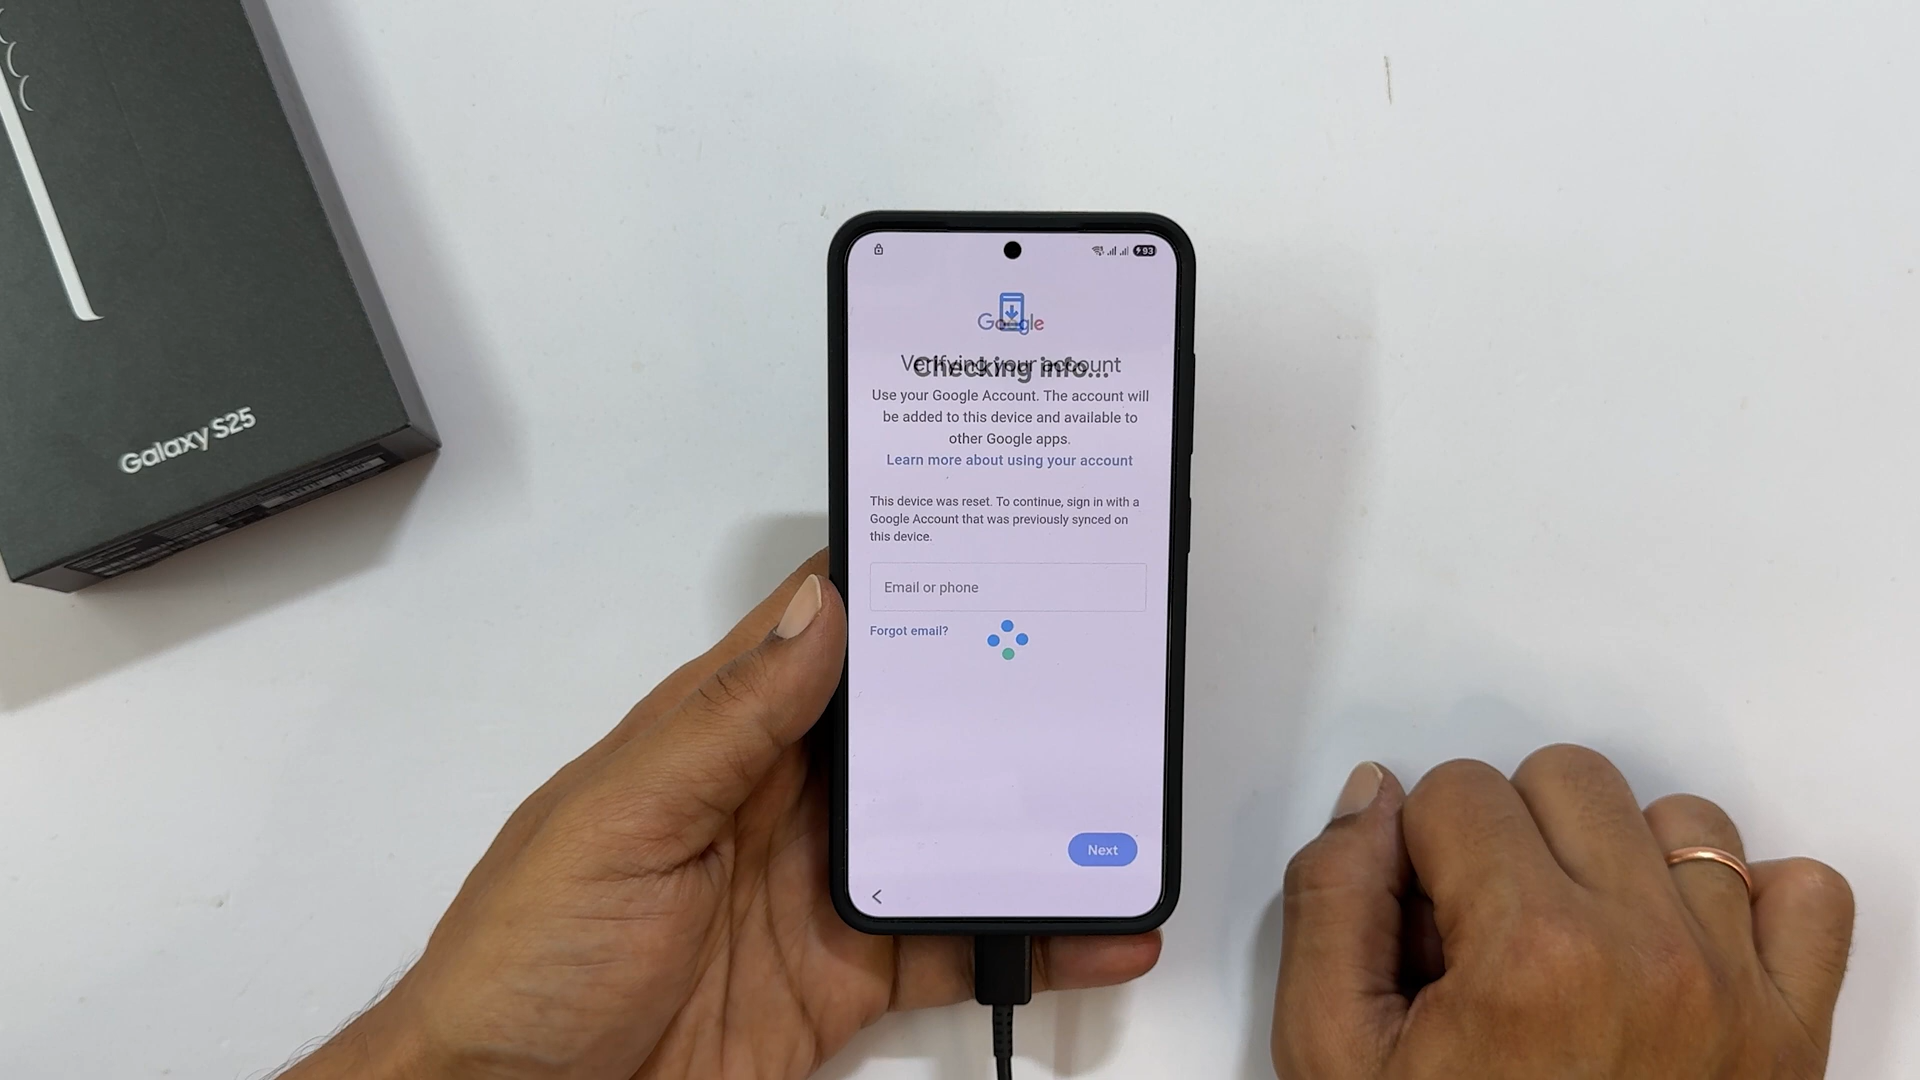 Galaxy S25
93
Google
Verifying your account
Checking info...
Use your Google Account. The account will
be added to this device and available to
other Google apps.
Learn more about using your account
This device was reset. To continue, sign in with a
Google Account that was previously synced on
this device.
Email or phone
Forgot email?
Next